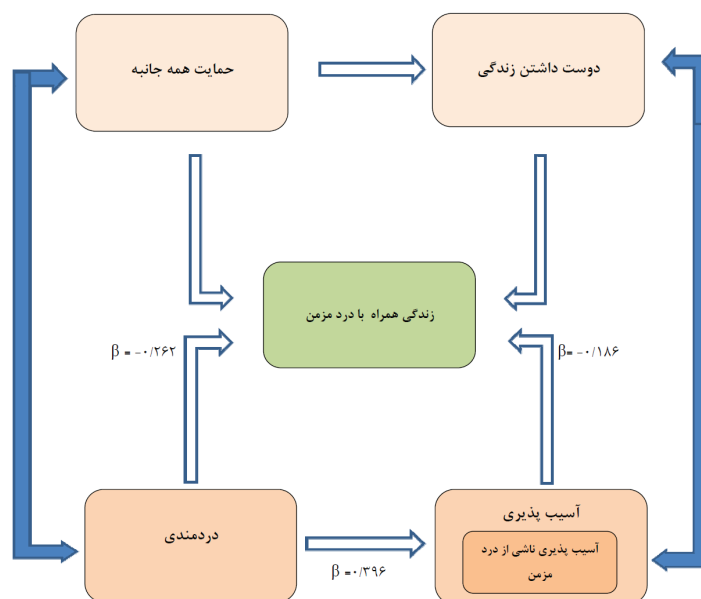 حمایت همه جانبه
دوست داشتن زندگی
زندگی همراه با درد مزمن
β = -۰/۲۶۲
β= -۰/۱۸۶
دردمندی
آسیب پذیری
آسیب پذیری ناشی از درد
مزمن
β =۰/۳۹۶